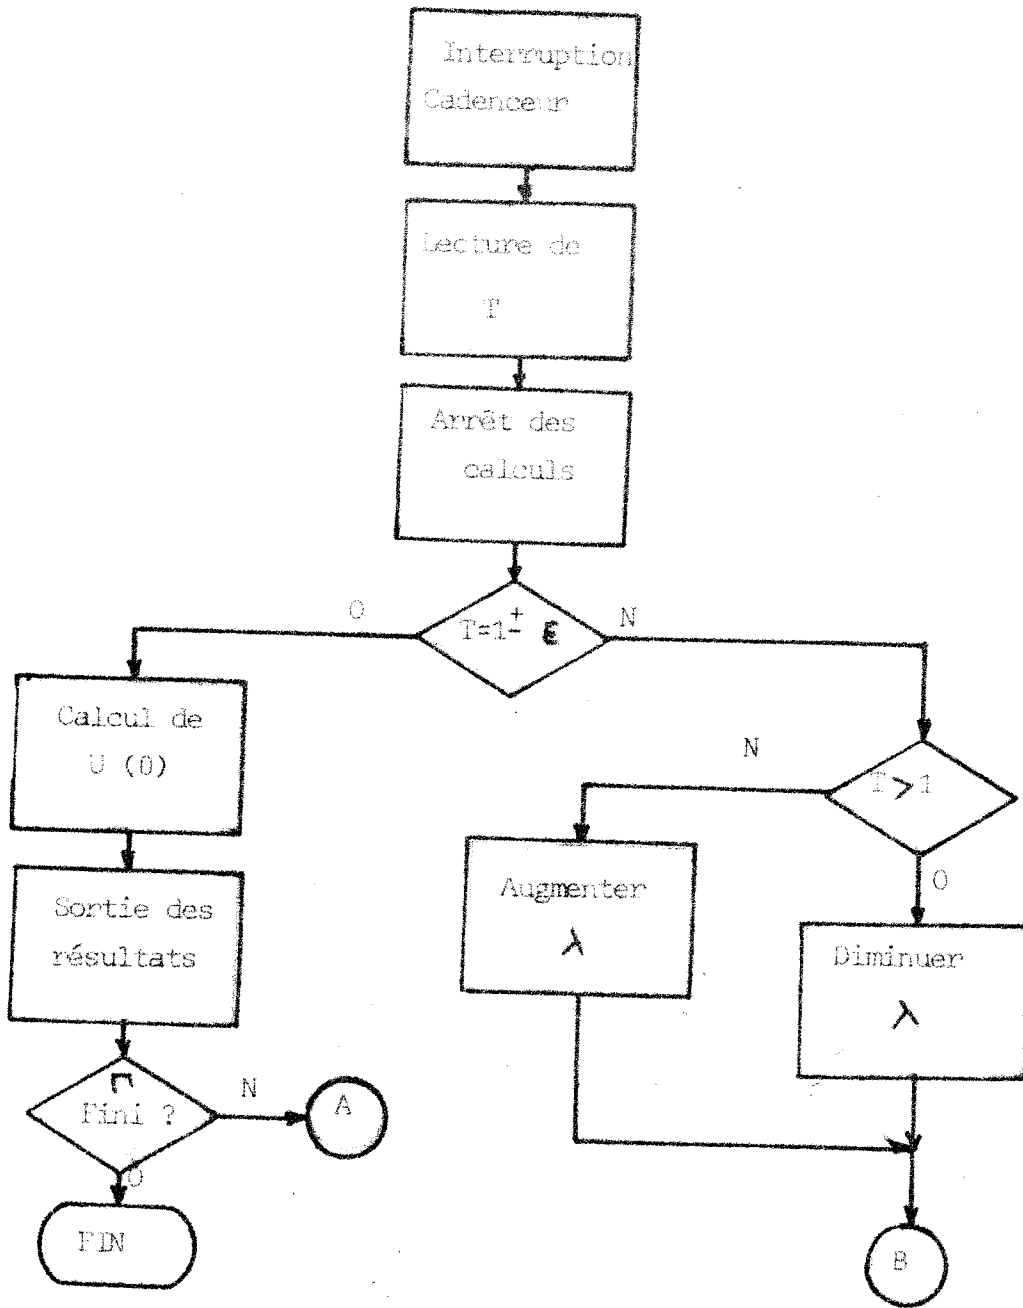 Interruption
Cadenceur
Lecture de
T
Arrêt des
calculs
O
T=1± ε
N
Calcul de
U (0)
N
T > 1
Augmenter
λ
O
Sortie des
résultats
Diminuer
λ
Γ
Fini ?
N
A
O
FIN
B